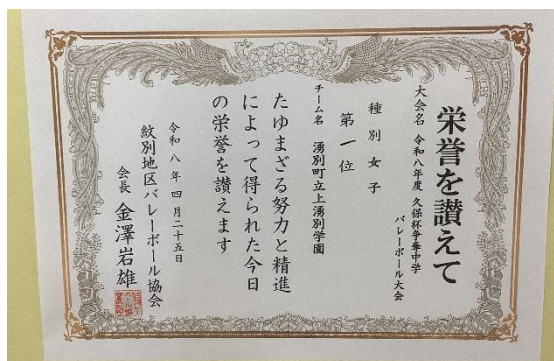 栄誉を讃えて
大会名 令和八年度 久保杯争奪中学
バレーボール大会
種別 女子
第一位
チーム名 湧別町立上湧別学園
たゆまざる努力と精進
によって得られた今日
の栄誉を讃えます
令和八年四月二十五日
紋別地区バレーボール協会
会長 金澤岩雄